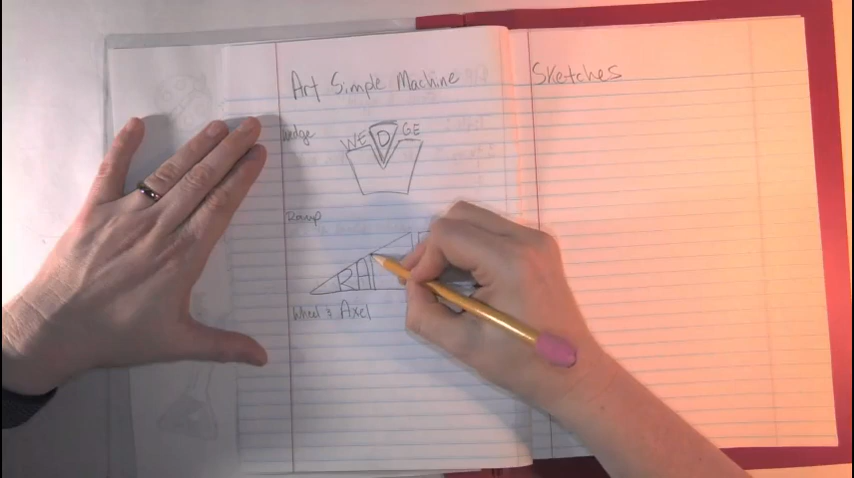 Art Simple Machine
Wedge
WEDGE
Ramp
RA
Wheel & Axel
Sketches